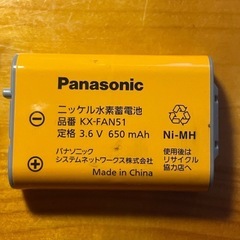 Panasonic
ニッケル水素蓄電池
品番 KX-FAN51
定格 3.6 V 650 mAh
Ni-MH
パナソニック
システムネットワークス株式会社
Made in China
使用後は
リサイクル
協力店へ